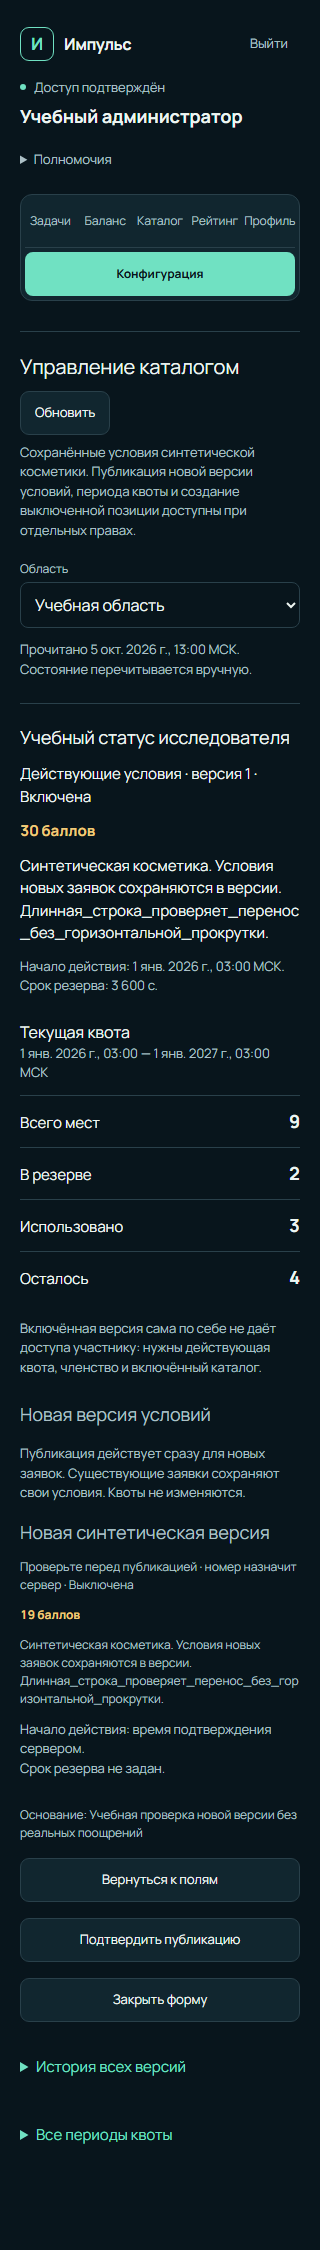 И Импульс Выйти
Доступ подтверждён
Учебный администратор
Полномочия
Задачи Баланс Каталог Рейтинг Профиль
Конфигурация
Управление каталогом
Обновить
Сохранённые условия синтетической
косметики. Публикация новой версии
условий, периода квоты и создание
выключенной позиции доступны при
отдельных правах.
Область
Учебная область
Прочитано 5 окт. 2026 г., 13:00 МСК.
Состояние перечитывается вручную.
Учебный статус исследователя
Действующие условия · версия 1 ·
Включена
30 баллов
Синтетическая косметика. Условия
новых заявок сохраняются в версии.
Длинная_строка_проверяет_перенос
_без_горизонтальной_прокрутки.
Начало действия: 1 янв. 2026 г., 03:00 МСК.
Срок резерва: 3 600 с.
Текущая квота
1 янв. 2026 г., 03:00 — 1 янв. 2027 г., 03:00
МСК
Всего мест 9
В резерве 2
Использовано 3
Осталось 4
Включённая версия сама по себе не даёт
доступа участнику: нужны действующая
квота, членство и включённый каталог.
Новая версия условий
Публикация действует сразу для новых
заявок. Существующие заявки сохраняют
свои условия. Квоты не изменяются.
Новая синтетическая версия
Проверьте перед публикацией · номер назначит
сервер · Выключена
19 баллов
Синтетическая косметика. Условия новых
заявок сохраняются в версии.
Длинная_строка_проверяет_перенос_без_гор
изонтальной_прокрутки.
Начало действия: время подтверждения
сервером.
Срок резерва не задан.
Основание: Учебная проверка новой версии без
реальных поощрений
Вернуться к полям
Подтвердить публикацию
Закрыть форму
История всех версий
Все периоды квоты